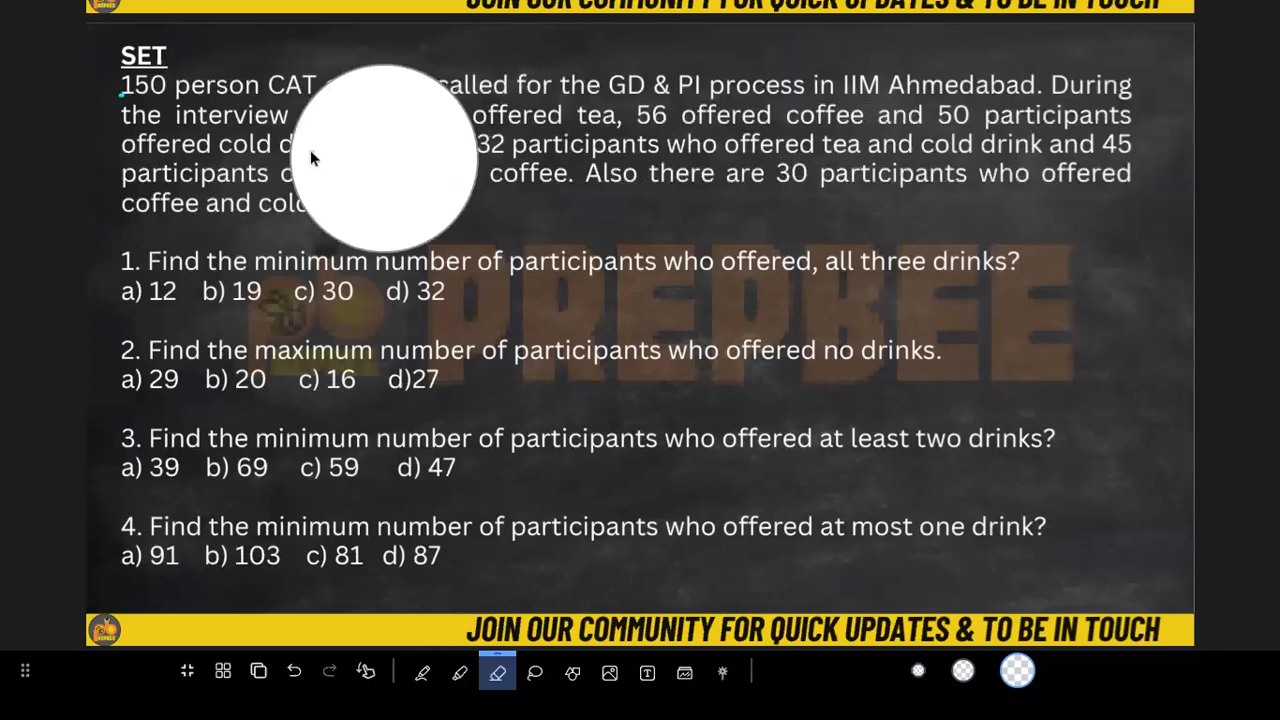 JOIN OUR COMMUNITY FOR QUICK UPDATES & TO BE IN TOUCH
SET
150 person CAT called for the GD & PI process in IIM Ahmedabad. During
the interview offered tea, 56 offered coffee and 50 participants
offered cold 32 participants who offered tea and cold drink and 45
participants coffee. Also there are 30 participants who offered
coffee and cold
1. Find the minimum number of participants who offered, all three drinks?
a) 12 b) 19 c) 30 d) 32
PREPBEE
2. Find the maximum number of participants who offered no drinks.
a) 29 b) 20 c) 16 d)27
3. Find the minimum number of participants who offered at least two drinks?
a) 39 b) 69 c) 59 d) 47
4. Find the minimum number of participants who offered at most one drink?
a) 91 b) 103 c) 81 d) 87
JOIN OUR COMMUNITY FOR QUICK UPDATES & TO BE IN TOUCH